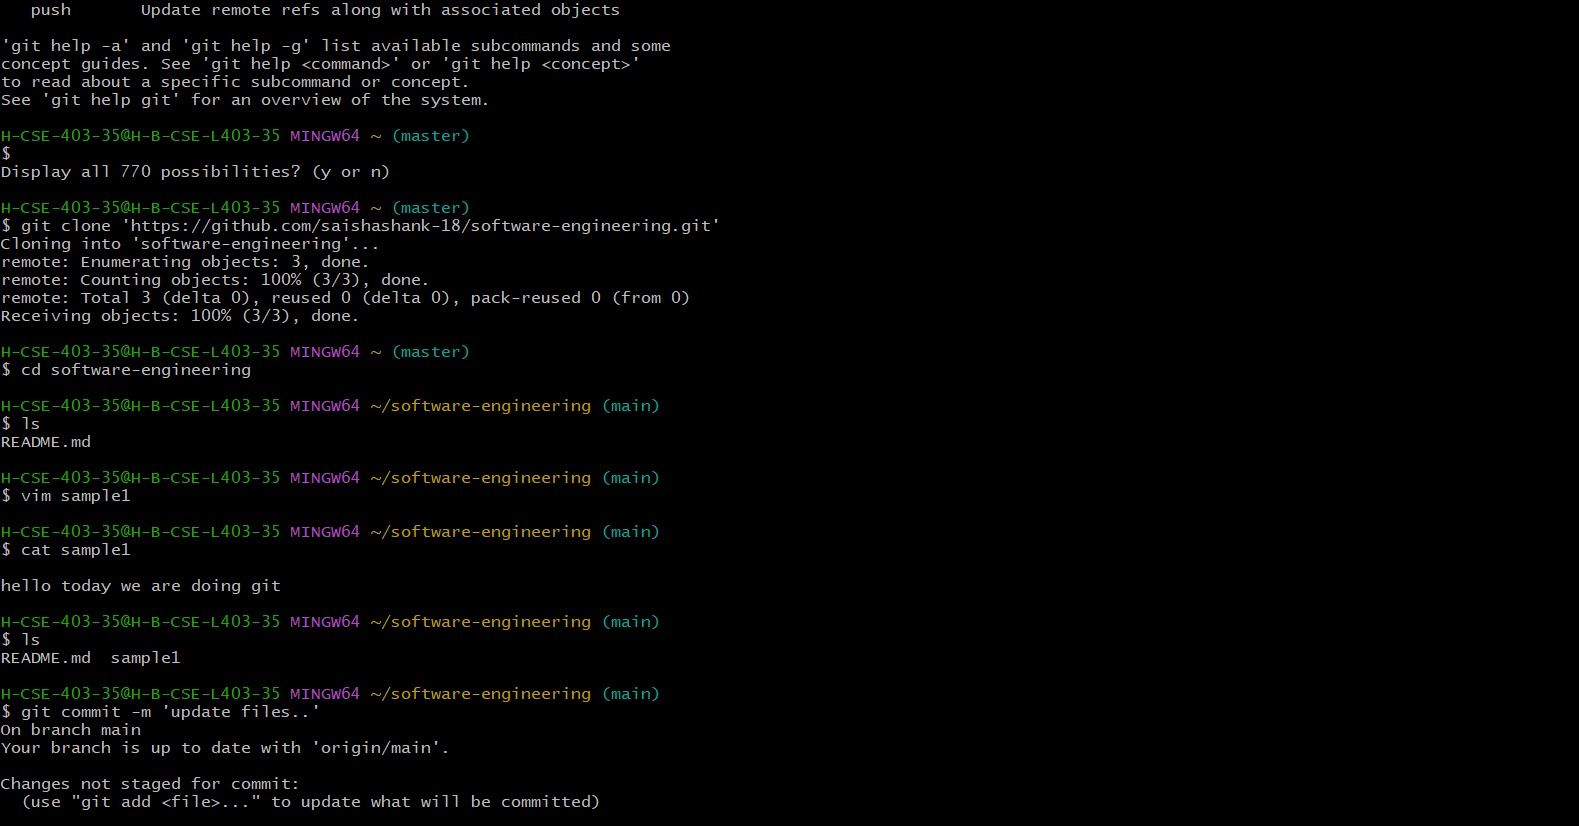 push       Update remote refs along with associated objects
'git help -a' and 'git help -g' list available subcommands and some
concept guides. See 'git help <command>' or 'git help <concept>'
to read about a specific subcommand or concept.
See 'git help git' for an overview of the system.
H-CSE-403-35@H-B-CSE-L403-35 MINGW64 ~ (master)
$
Display all 770 possibilities? (y or n)
H-CSE-403-35@H-B-CSE-L403-35 MINGW64 ~ (master)
$ git clone 'https://github.com/saishashank-18/software-engineering.git'
Cloning into 'software-engineering'...
remote: Enumerating objects: 3, done.
remote: Counting objects: 100% (3/3), done.
remote: Total 3 (delta 0), reused 0 (delta 0), pack-reused 0 (from 0)
Receiving objects: 100% (3/3), done.
H-CSE-403-35@H-B-CSE-L403-35 MINGW64 ~ (master)
$ cd software-engineering
H-CSE-403-35@H-B-CSE-L403-35 MINGW64 ~/software-engineering (main)
$ ls
README.md
H-CSE-403-35@H-B-CSE-L403-35 MINGW64 ~/software-engineering (main)
$ vim sample1
H-CSE-403-35@H-B-CSE-L403-35 MINGW64 ~/software-engineering (main)
$ cat sample1
hello today we are doing git
H-CSE-403-35@H-B-CSE-L403-35 MINGW64 ~/software-engineering (main)
$ ls
README.md  sample1
H-CSE-403-35@H-B-CSE-L403-35 MINGW64 ~/software-engineering (main)
$ git commit -m 'update files..'
On branch main
Your branch is up to date with 'origin/main'.
Changes not staged for commit:
  (use "git add <file>..." to update what will be committed)